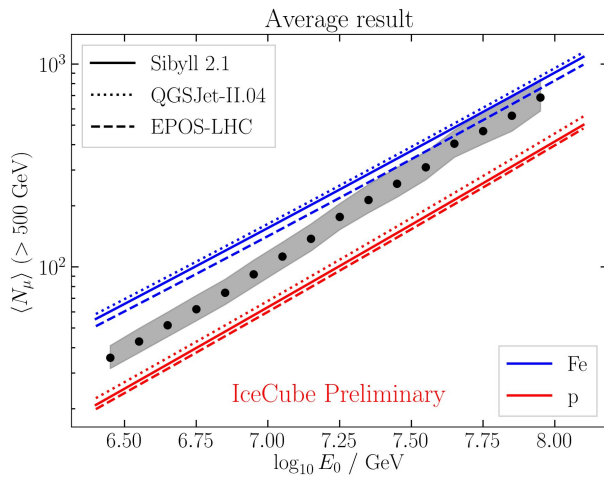 Average result
Sibyll 2.1
QGSJet-II.04
EPOS-LHC
10³
10²
⟨N_μ⟩ (> 500 GeV)
Fe
p
IceCube Preliminary
6.50 6.75 7.00 7.25 7.50 7.75 8.00
log₁₀ E₀ / GeV